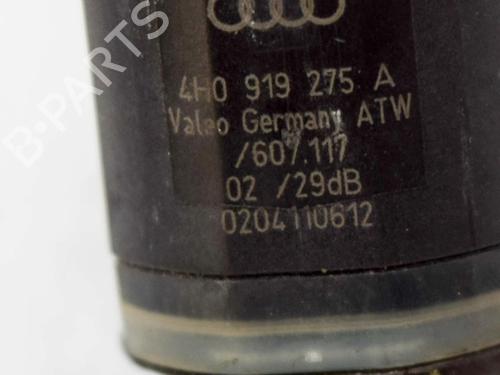 B-PARTS
4H0 919 275 A
Valeo Germany ATW
/607.117
02 /29dB
0204110612